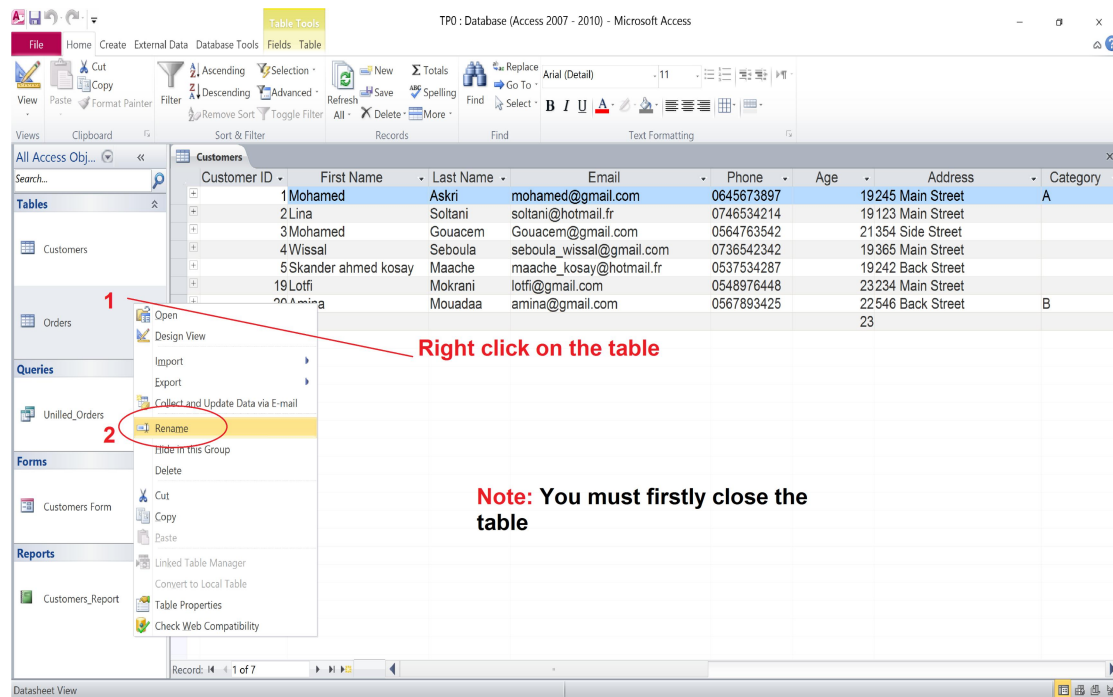 TP0 : Database (Access 2007 - 2010) - Microsoft Access
Table Tools
File Home Create External Data Database Tools Fields Table
View
Views
Paste
Cut
Copy
Format Painter
Clipboard
Filter
Ascending
Descending
Remove Sort
Selection
Advanced
Toggle Filter
Sort & Filter
Refresh
All
New
Save
Delete
Totals
Spelling
More
Records
Find
Replace
Go To
Select
Find
Arial (Detail) 11
B I U A
Text Formatting
All Access Obj...
Search...
Tables
Customers
Orders
Queries
Unilled_Orders
Forms
Customers Form
Reports
Customers_Report
Customers
Customer ID First Name Last Name Email Phone Age Address Category
1 Mohamed Askri mohamed@gmail.com 0645673897 19 245 Main Street A
2 Lina Soltani soltani@hotmail.fr 0746534214 19 123 Main Street
3 Mohamed Gouacem Gouacem@gmail.com 0564763542 21 354 Side Street
4 Wissal Seboula seboula_wissal@gmail.com 0736542342 19 365 Main Street
5 Skander ahmed kosay Maache maache_kosay@hotmail.fr 0537534287 19 242 Back Street
19 Lotfi Mokrani lotfi@gmail.com 0548976448 23 234 Main Street
20 Amina Mouadaa amina@gmail.com 0567893425 22 546 Back Street B
23
1
Right click on the table
2
Open
Design View
Import
Export
Collect and Update Data via E-mail
Rename
Hide in this Group
Delete
Cut
Copy
Paste
Linked Table Manager
Convert to Local Table
Table Properties
Check Web Compatibility
Note: You must firstly close the
table
Record: 1 of 7
Datasheet View